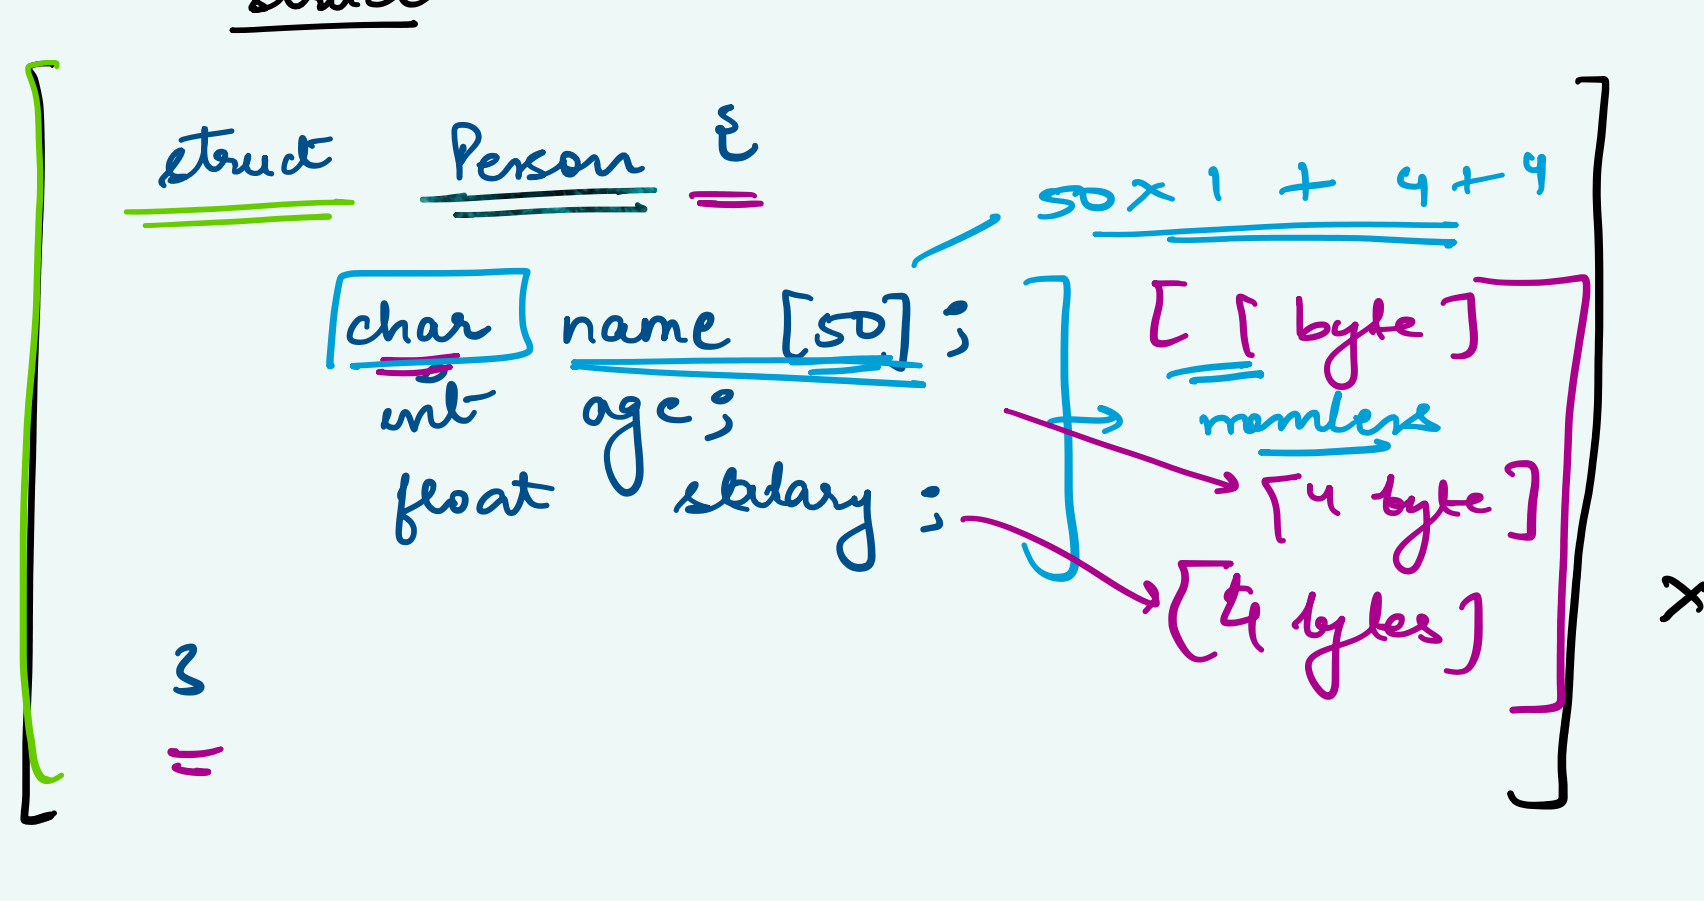 struct Person {
50 x 1 + 4 + 4
char name [50] ; [ 1 byte ]
int age ; members
float salary ; [ 4 byte ]
[ 4 bytes ]
}